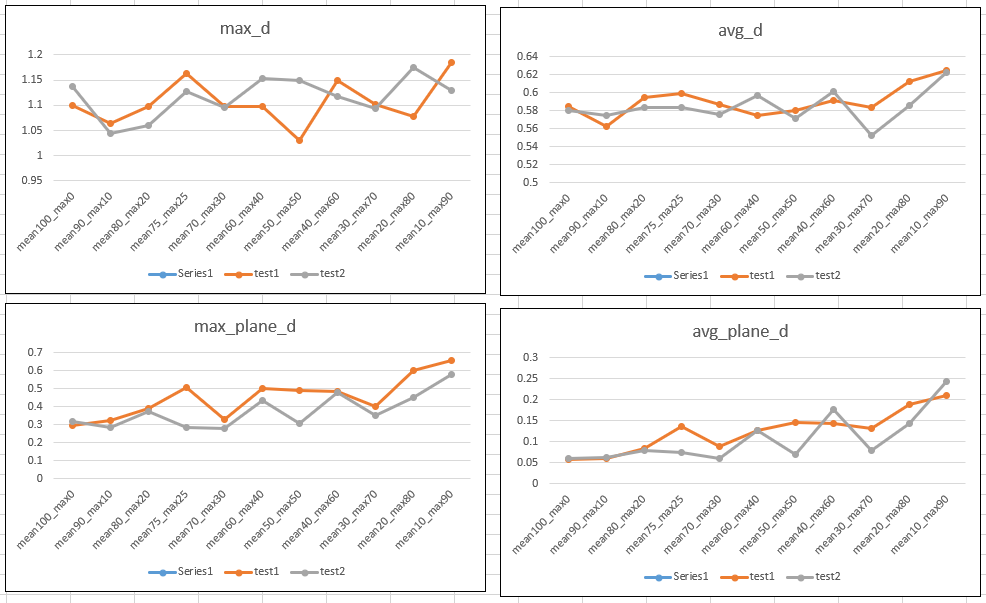 max_d
1.2
1.15
1.1
1.05
1
0.95
mean100_max0
mean90_max10
mean80_max20
mean75_max25
mean70_max30
mean60_max40
mean50_max50
mean40_max60
mean30_max70
mean20_max80
mean10_max90
Series1 test1 test2
avg_d
0.64
0.62
0.6
0.58
0.56
0.54
0.52
0.5
mean100_max0
mean90_max10
mean80_max20
mean75_max25
mean70_max30
mean60_max40
mean50_max50
mean40_max60
mean30_max70
mean20_max80
mean10_max90
Series1 test1 test2
max_plane_d
0.7
0.6
0.5
0.4
0.3
0.2
0.1
0
mean100_max0
mean90_max10
mean80_max20
mean75_max25
mean70_max30
mean60_max40
mean50_max50
mean40_max60
mean30_max70
mean20_max80
mean10_max90
Series1 test1 test2
avg_plane_d
0.3
0.25
0.2
0.15
0.1
0.05
0
mean100_max0
mean90_max10
mean80_max20
mean75_max25
mean70_max30
mean60_max40
mean50_max50
mean40_max60
mean30_max70
mean20_max80
mean10_max90
Series1 test1 test2